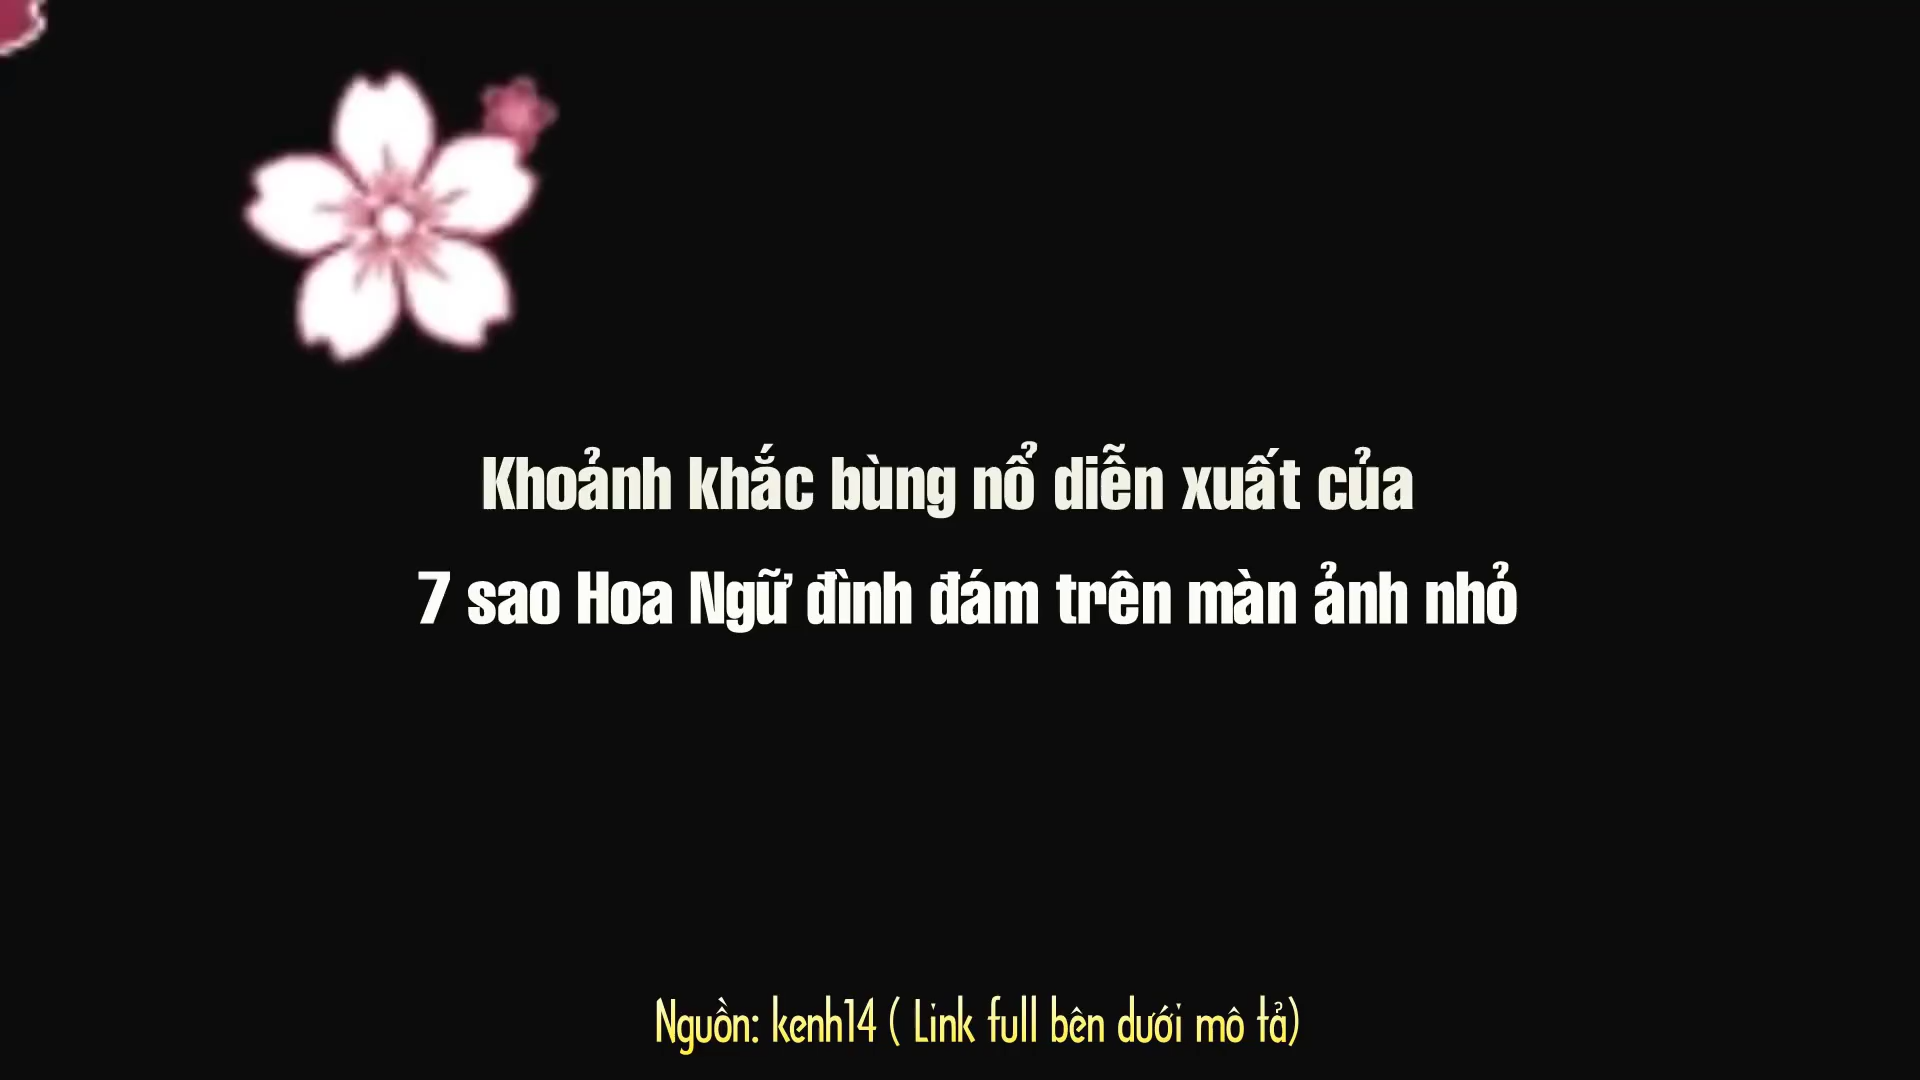 Khoảnh khắc bùng nổ diễn xuất của
7 sao Hoa Ngữ đình đám trên màn ảnh nhỏ
Nguồn: kenh14 ( Link full bên dưới mô tả)